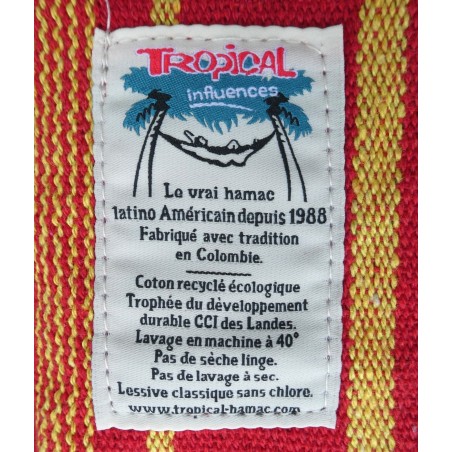 TROPICAL
influences
Le vrai hamac
latino Américain depuis 1988
Fabriqué avec tradition
en Colombie.
Coton recyclé écologique
Trophée du développement
durable CCI des Landes.
Lavage en machine à 40°
Pas de sèche linge.
Pas de lavage à sec.
Lessive classique sans chlore.
www.tropical-hamac.com